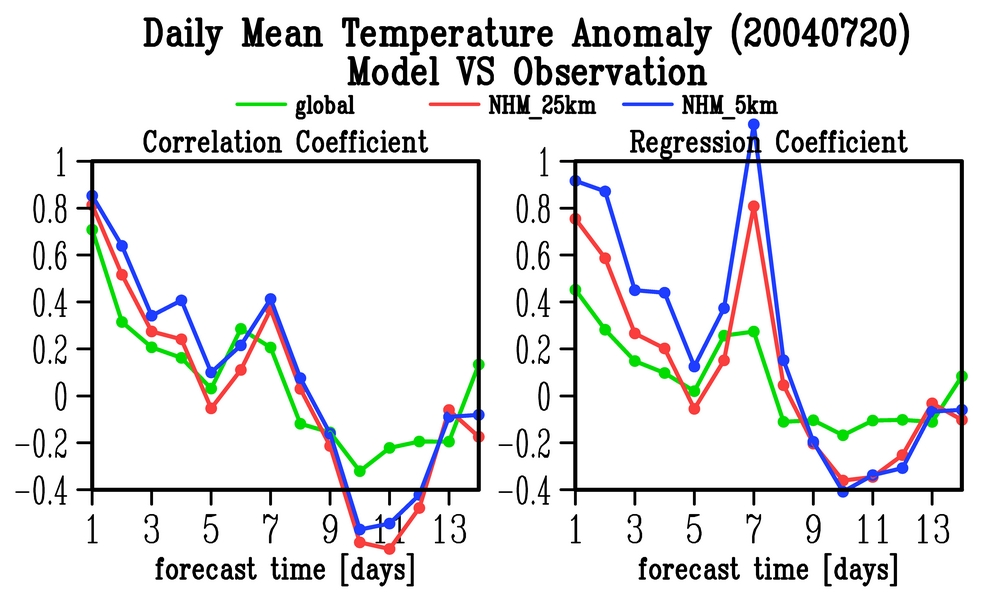 Daily Mean Temperature Anomaly (20040720)
Model VS Observation
global NHM_25km NHM_5km
Correlation Coefficient
1
0.8
0.6
0.4
0.2
0
−0.2
−0.4
1 3 5 7 9 11 13
forecast time [days]
Regression Coefficient
1
0.8
0.6
0.4
0.2
0
−0.2
−0.4
1 3 5 7 9 11 13
forecast time [days]